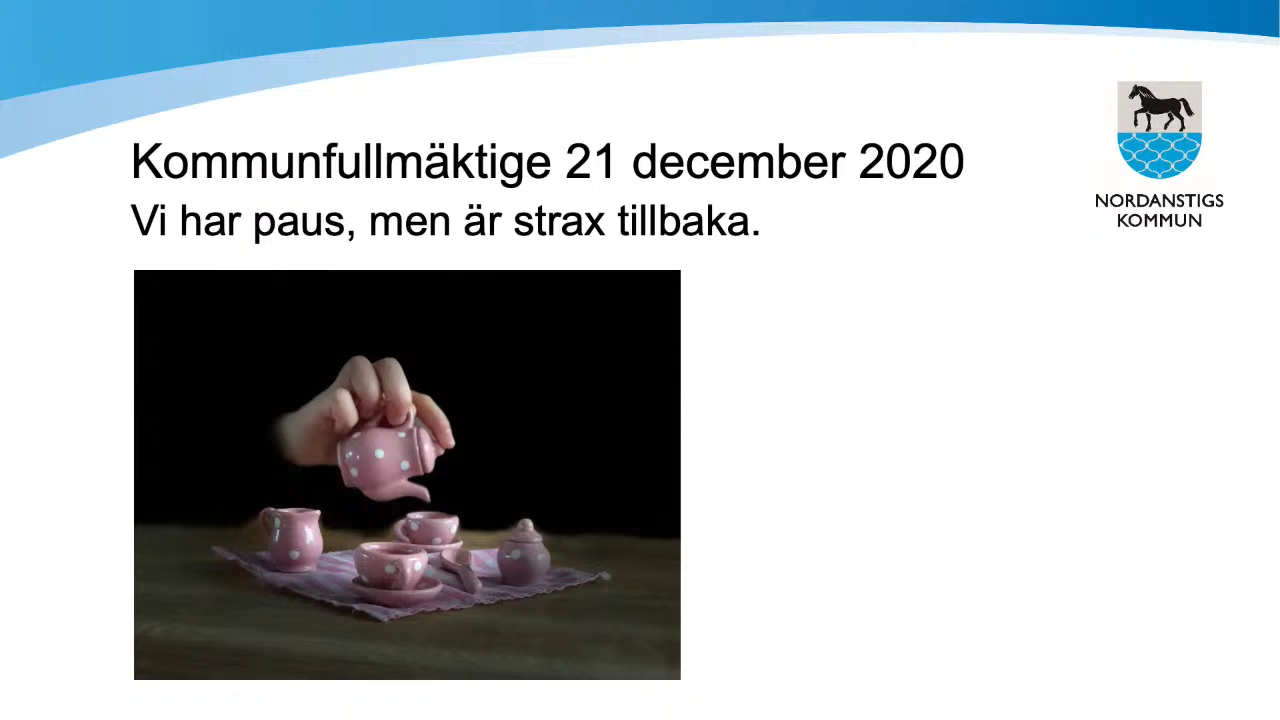 Kommunfullmäktige 21 december 2020
Vi har paus, men är strax tillbaka.
NORDANSTIGS
KOMMUN